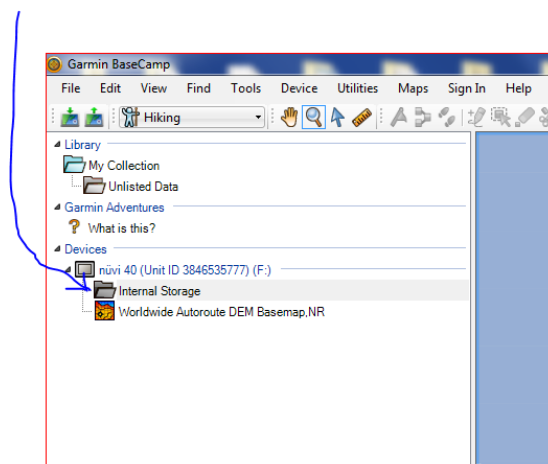 Garmin BaseCamp
File Edit View Find Tools Device Utilities Maps Sign In Help
Hiking
Library
My Collection
Unlisted Data
Garmin Adventures
? What is this?
Devices
nüvi 40 (Unit ID 3846535777) (F:)
Internal Storage
Worldwide Autoroute DEM Basemap,NR